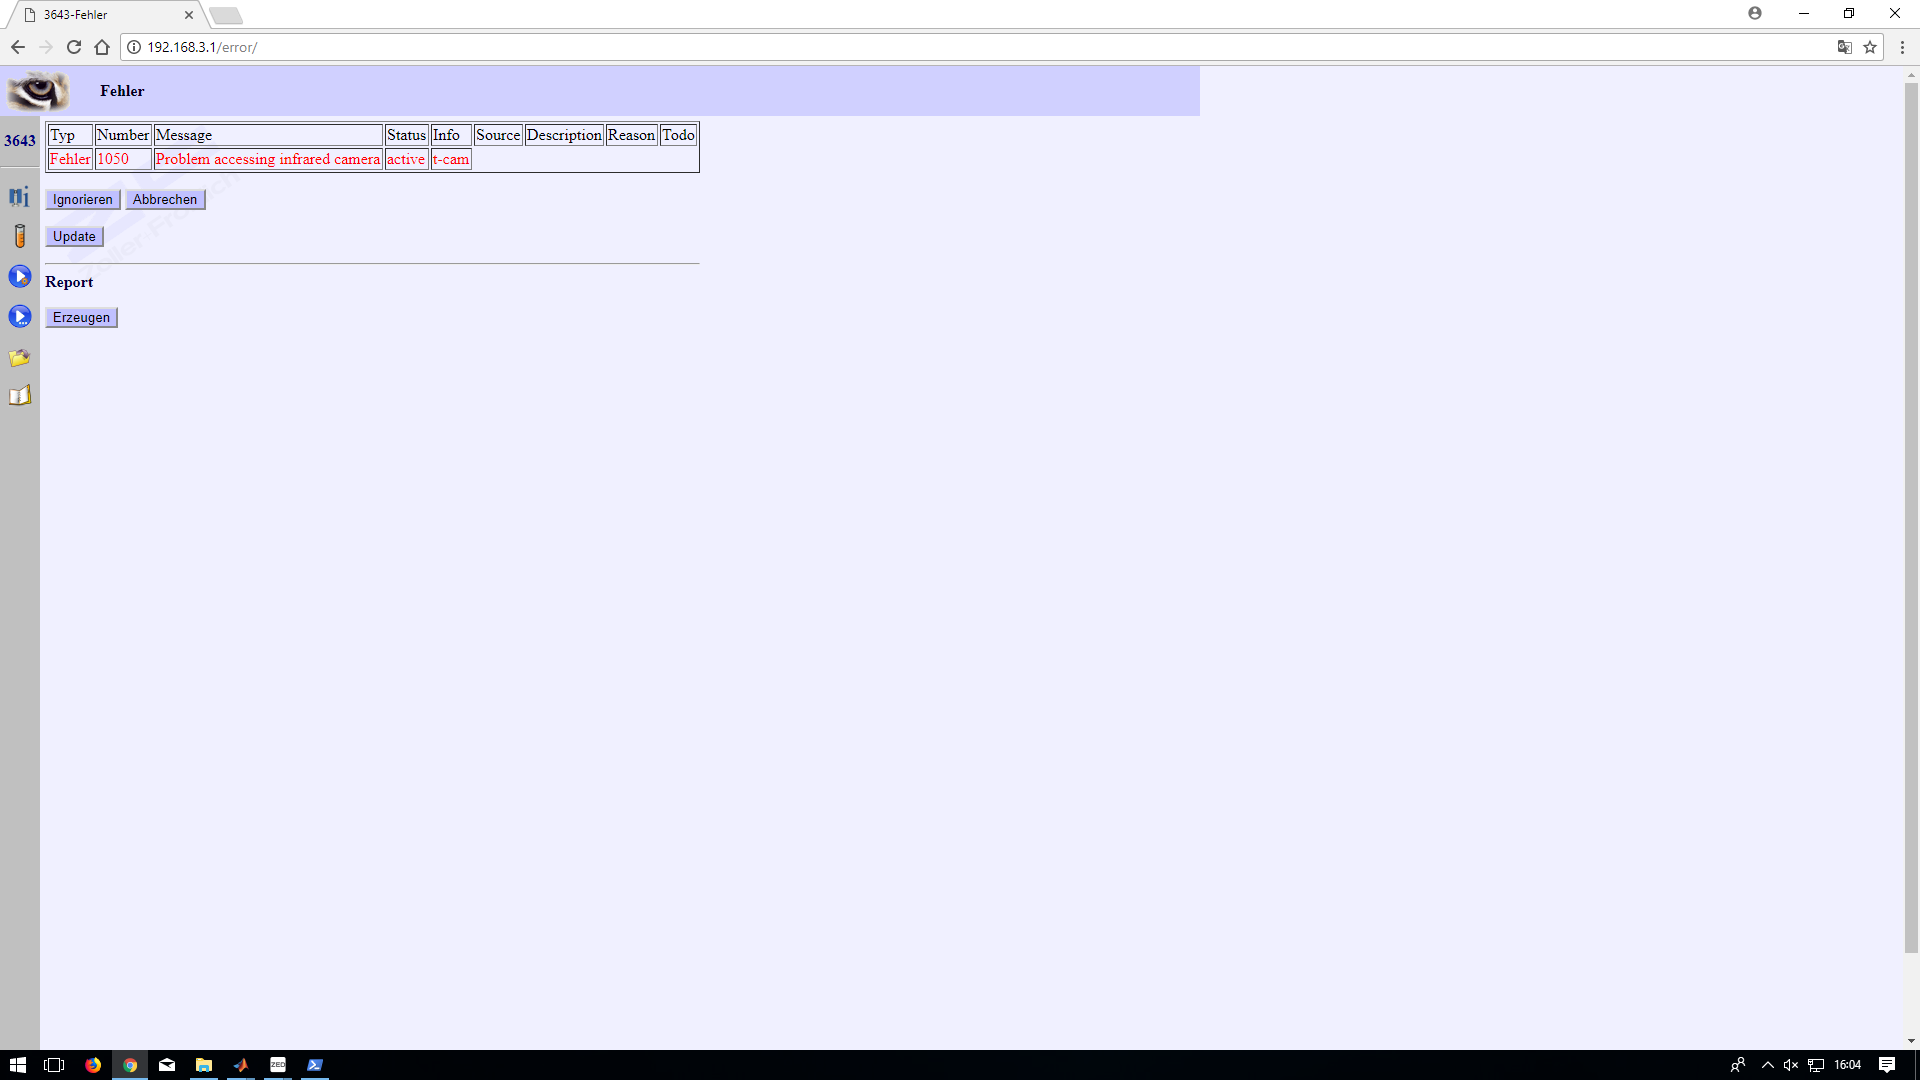 3643-Fehler
192.168.3.1/error/
Fehler
3643
Typ Number Message Status Info Source Description Reason Todo
Fehler 1050 Problem accessing infrared camera active t-cam
Ignorieren Abbrechen
Update
Report
Erzeugen
ZED
16:04